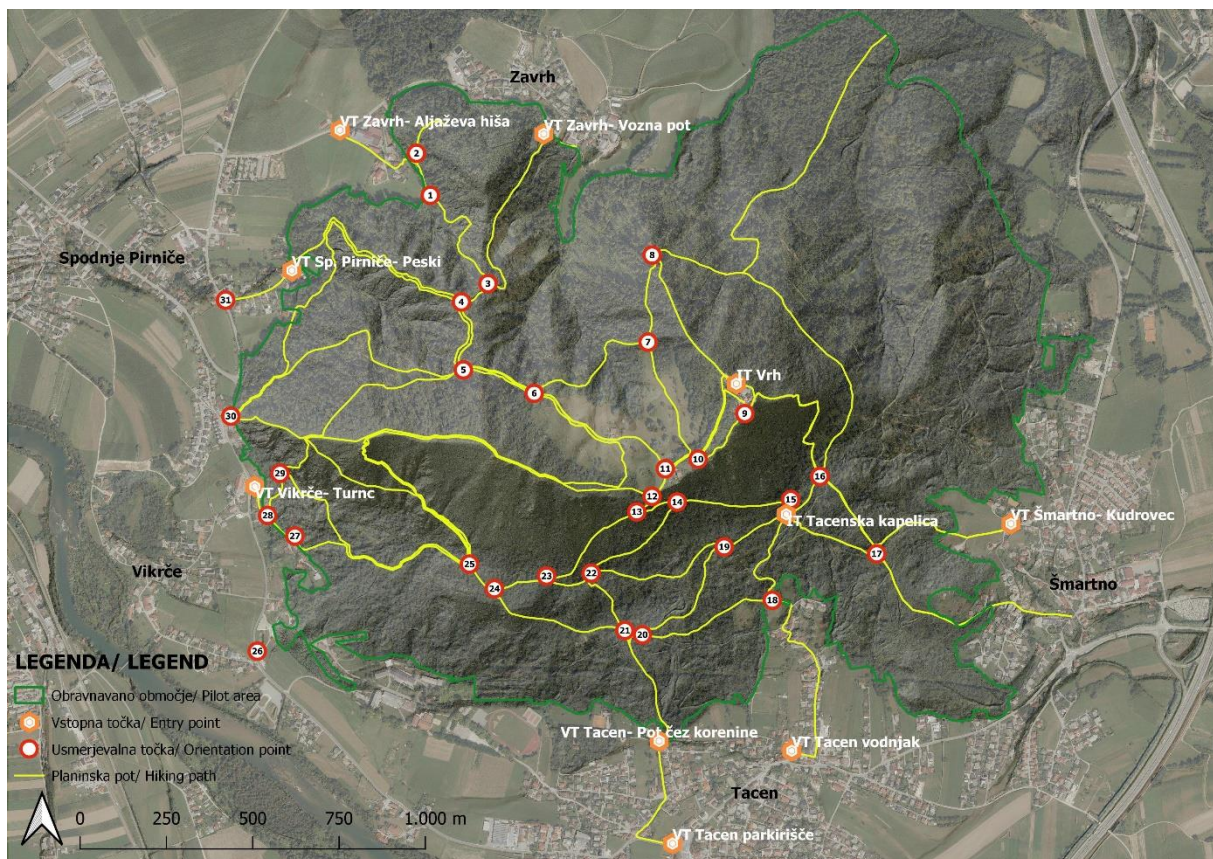 Zavrh
VT Zavrh- Aljaževa hiša
VT Zavrh- Vozna pot
2
1
Spodnje Pirniče
VT Sp. Pirniče- Peski
8
3
31
4
7
5
IT Vrh
6
9
30
10
11
29
16
VT Vikrče- Turnc
12
15
14
28
13
IT Tacenska kapelica
VT Šmartno- Kudrovec
27
19
17
Vikrče
25
22
23
Šmartno
24
18
21
20
26
LEGENDA/ LEGEND
Obravnavano območje/ Pilot area
Vstopna točka/ Entry point
Usmerjevalna točka/ Orientation point
Planinska pot/ Hiking path
VT Tacen- Pot čez korenine
VT Tacen vodnjak
Tacen
0 250 500 1.000 m
VT Tacen parkirišče